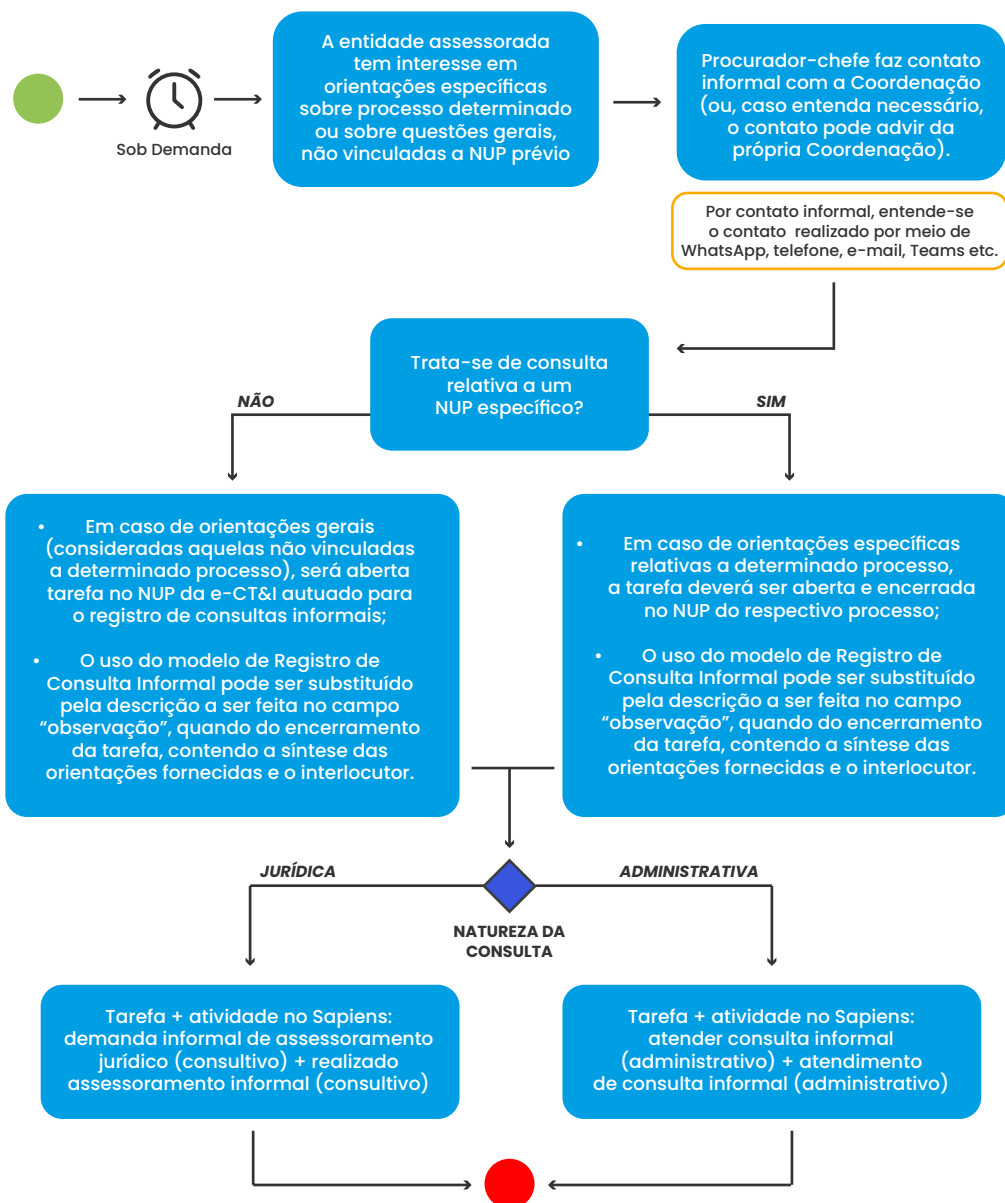 A entidade assessorada
tem interesse em
orientações específicas
sobre processo determinado
ou sobre questões gerais,
não vinculadas a NUP prévio
Procurador-chefe faz contato
informal com a Coordenação
(ou, caso entenda necessário,
o contato pode advir da
própria Coordenação).
Sob Demanda
Por contato informal, entende-se
o contato realizado por meio de
WhatsApp, telefone, e-mail, Teams etc.
Trata-se de consulta
relativa a um
NUP específico?
NÃO
SIM
• Em caso de orientações gerais
(consideradas aquelas não vinculadas
a determinado processo), será aberta
tarefa no NUP da e-CT&I autuado para
o registro de consultas informais;
• O uso do modelo de Registro de
Consulta Informal pode ser substituído
pela descrição a ser feita no campo
“observação”, quando do encerramento
da tarefa, contendo a síntese das
orientações fornecidas e o interlocutor.
• Em caso de orientações específicas
relativas a determinado processo,
a tarefa deverá ser aberta e encerrada
no NUP do respectivo processo;
• O uso do modelo de Registro de
Consulta Informal pode ser substituído
pela descrição a ser feita no campo
“observação”, quando do encerramento
da tarefa, contendo a síntese das
orientações fornecidas e o interlocutor.
JURÍDICA
ADMINISTRATIVA
NATUREZA DA
CONSULTA
Tarefa + atividade no Sapiens:
demanda informal de assessoramento
jurídico (consultivo) + realizado
assessoramento informal (consultivo)
Tarefa + atividade no Sapiens:
atender consulta informal
(administrativo) + atendimento
de consulta informal (administrativo)